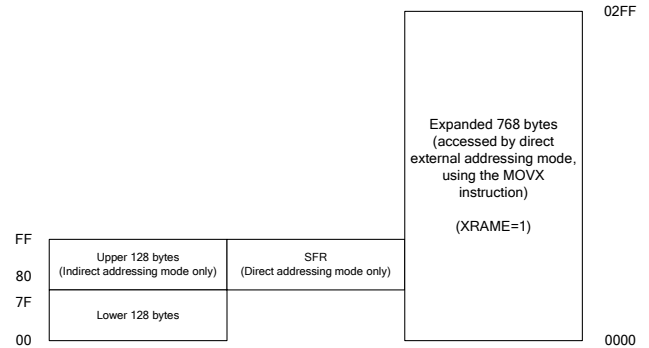 02FF
Expanded 768 bytes
(accessed by direct
external addressing mode,
using the MOVX
instruction)
(XRAME=1)
FF
Upper 128 bytes
(Indirect addressing mode only)
SFR
(Direct addressing mode only)
80
7F
Lower 128 bytes
00
0000